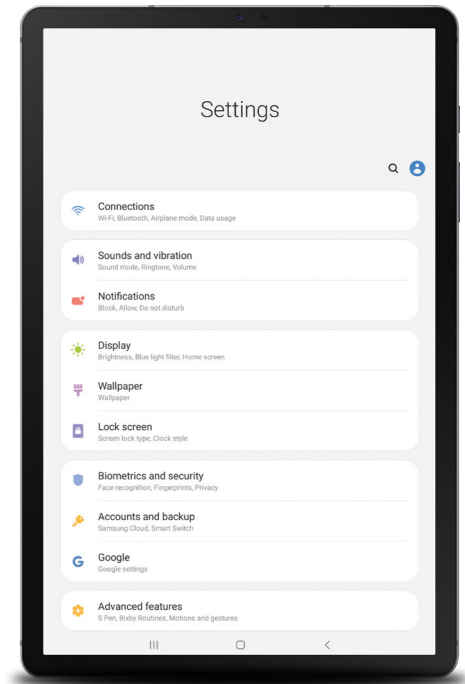 Settings
Connections
Wi-Fi, Bluetooth, Airplane mode, Data usage
Sounds and vibration
Sound mode, Ringtone, Volume
Notifications
Block, Allow, Do not disturb
Display
Brightness, Blue light filter, Home screen
Wallpaper
Wallpaper
Lock screen
Screen lock type, Clock style
Biometrics and security
Face recognition, Fingerprints, Privacy
Accounts and backup
Samsung Cloud, Smart Switch
Google
Google settings
Advanced features
S Pen, Bixby Routines, Motions and gestures